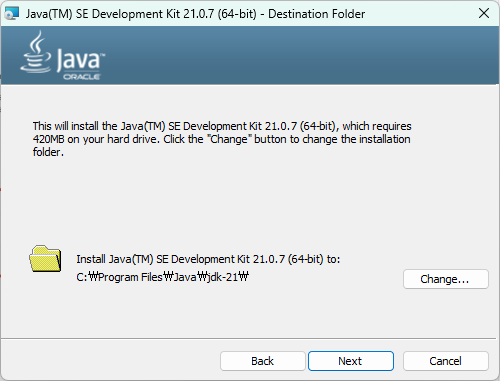 Java(TM) SE Development Kit 21.0.7 (64-bit) - Destination Folder
Java™
ORACLE
This will install the Java(TM) SE Development Kit 21.0.7 (64-bit), which requires
420MB on your hard drive. Click the "Change" button to change the installation
folder.
Install Java(TM) SE Development Kit 21.0.7 (64-bit) to:
C:₩Program Files₩Java₩jdk-21₩
Change...
Back
Next
Cancel